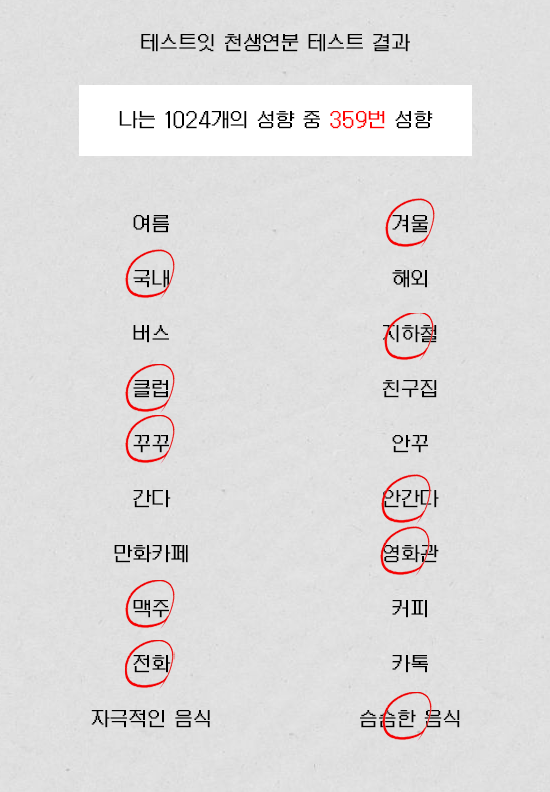 테스트잇 천생연분 테스트 결과
나는 1024개의 성향 중 359번 성향
여름 겨울
국내 해외
버스 지하철
클럽 친구집
꾸꾸 안꾸
간다 안간다
만화카페 영화관
맥주 커피
전화 카톡
자극적인 음식 슴슴한 음식